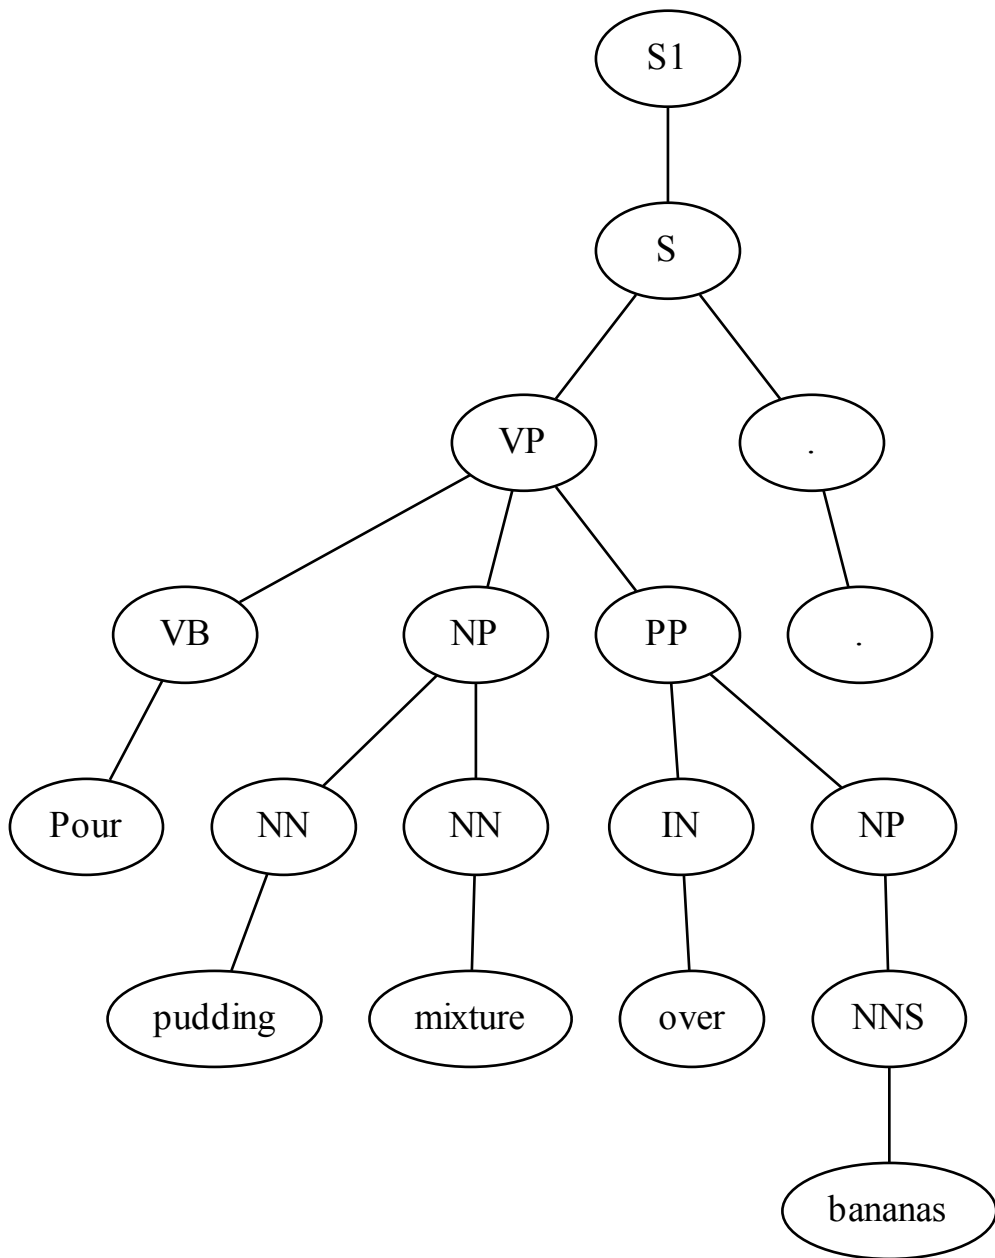 S1
S
VP .
VB NP PP .
Pour NN NN IN NP
pudding mixture over NNS
bananas